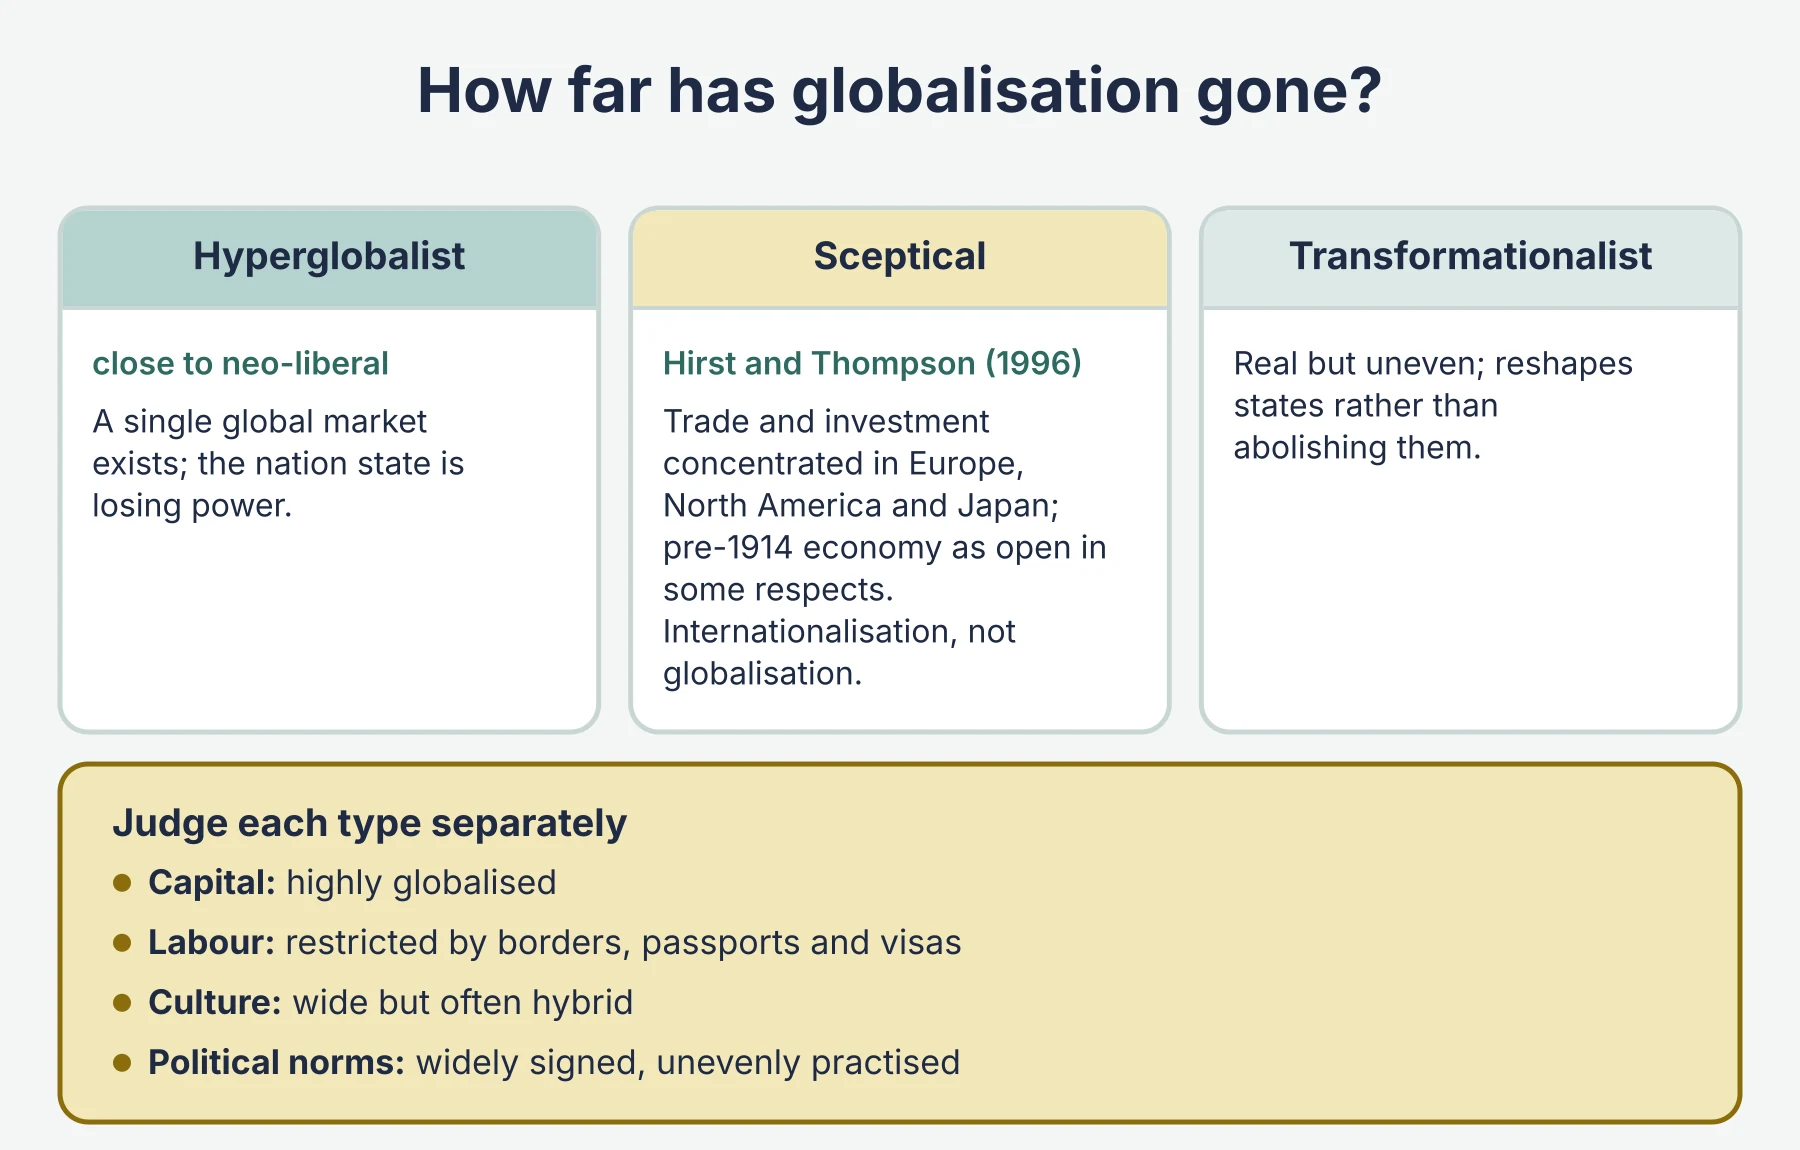 How far has globalisation gone?
Hyperglobalist
close to neo-liberal
A single global market
exists; the nation state is
losing power.
Sceptical
Hirst and Thompson (1996)
Trade and investment
concentrated in Europe,
North America and Japan;
pre-1914 economy as open in
some respects.
Internationalisation, not
globalisation.
Transformationalist
Real but uneven; reshapes
states rather than
abolishing them.
Judge each type separately
Capital: highly globalised
Labour: restricted by borders, passports and visas
Culture: wide but often hybrid
Political norms: widely signed, unevenly practised